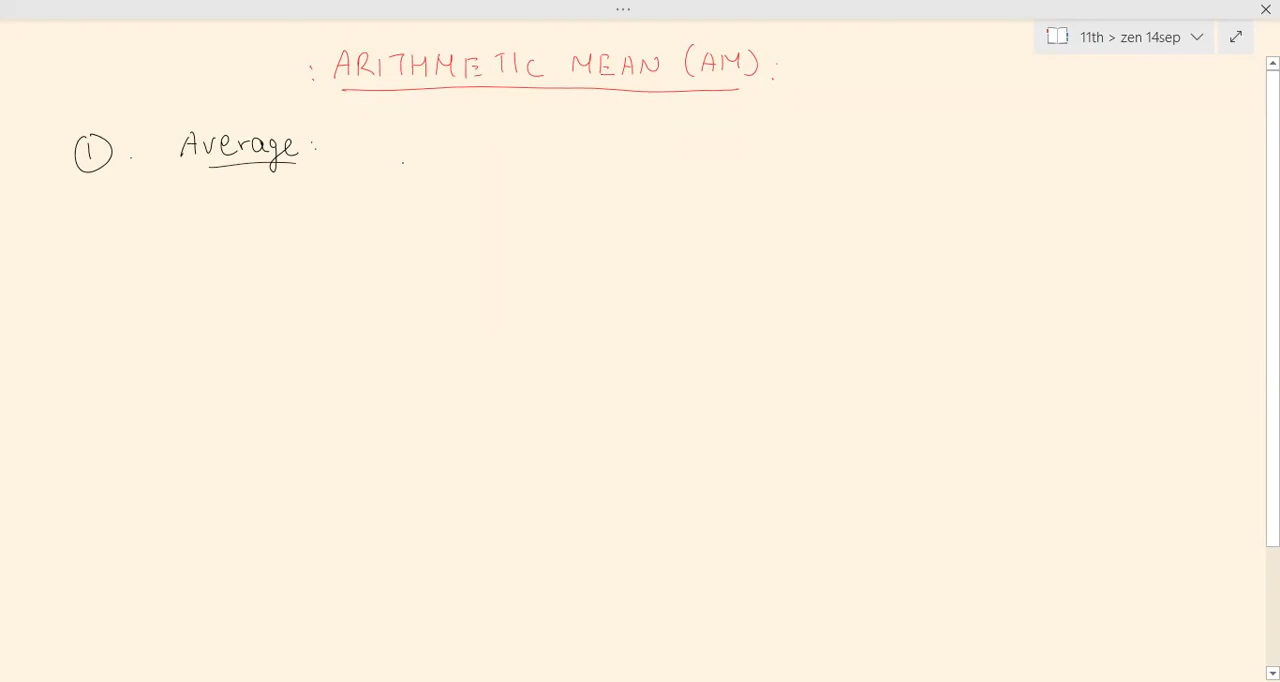 ...
11th > zen 14sep
: ARITHMETIC MEAN (AM) :
①. Average :